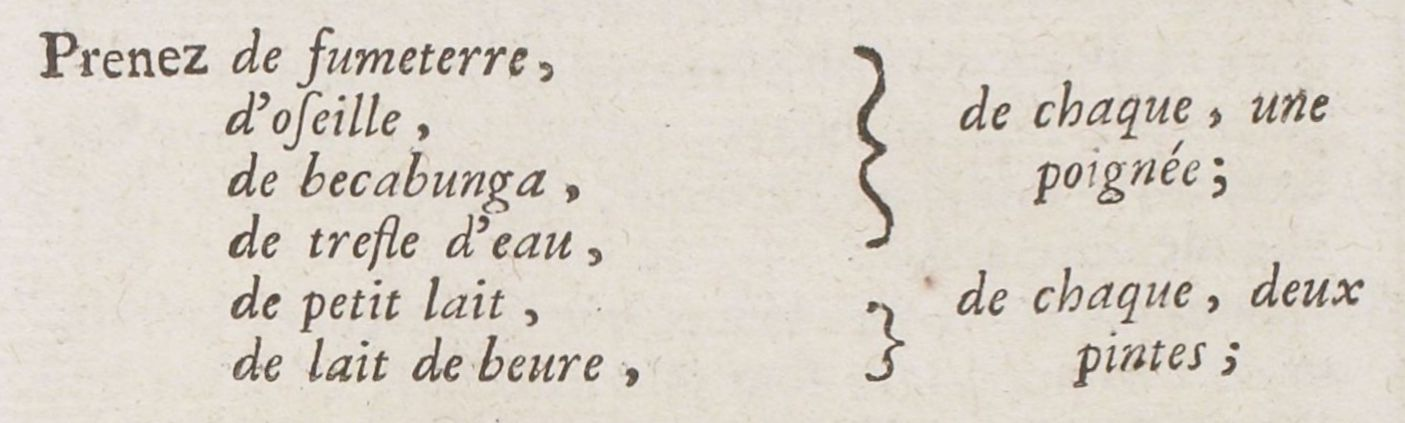 Prenez de fumeterre,
d'oſeille,
de becabunga,
de trefle d'eau,
de chaque, une
poignée;
de petit lait,
de lait de beure,
de chaque, deux
pintes;